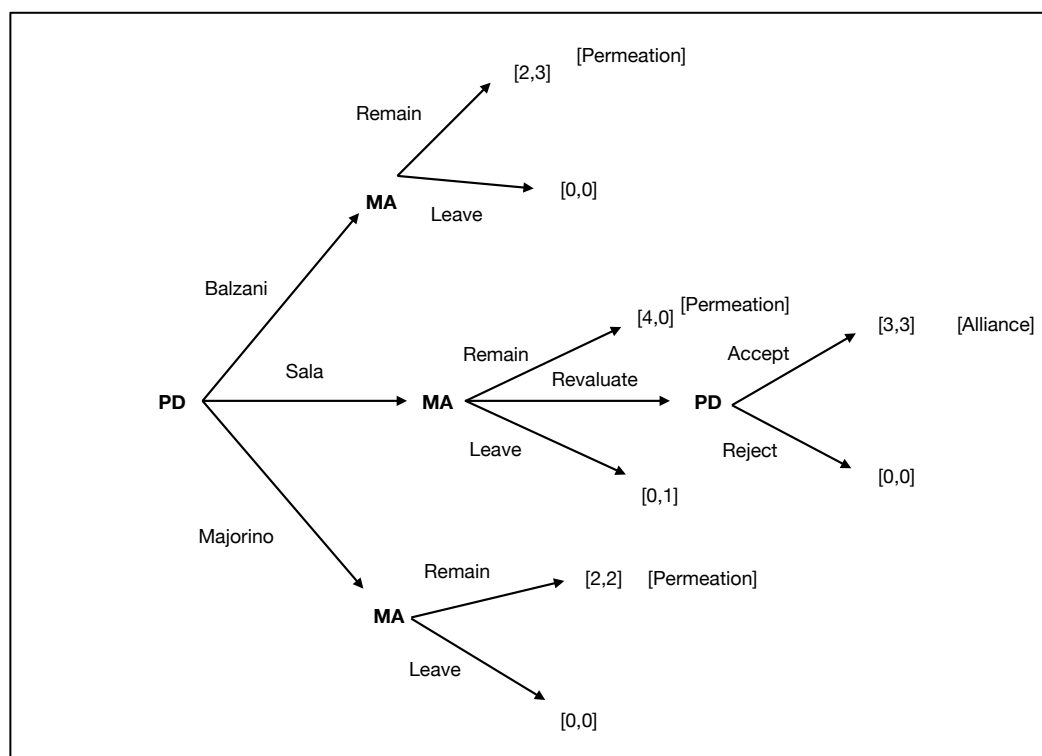 [Permeation]
[2,3]
Remain
[0,0]
MA
Leave
Balzani
[4,0] [Permeation]
[3,3] [Alliance]
Remain
Accept
Sala
Revaluate
PD
MA
PD
Leave
Reject
[0,0]
[0,1]
Majorino
Remain
[2,2] [Permeation]
MA
Leave
[0,0]